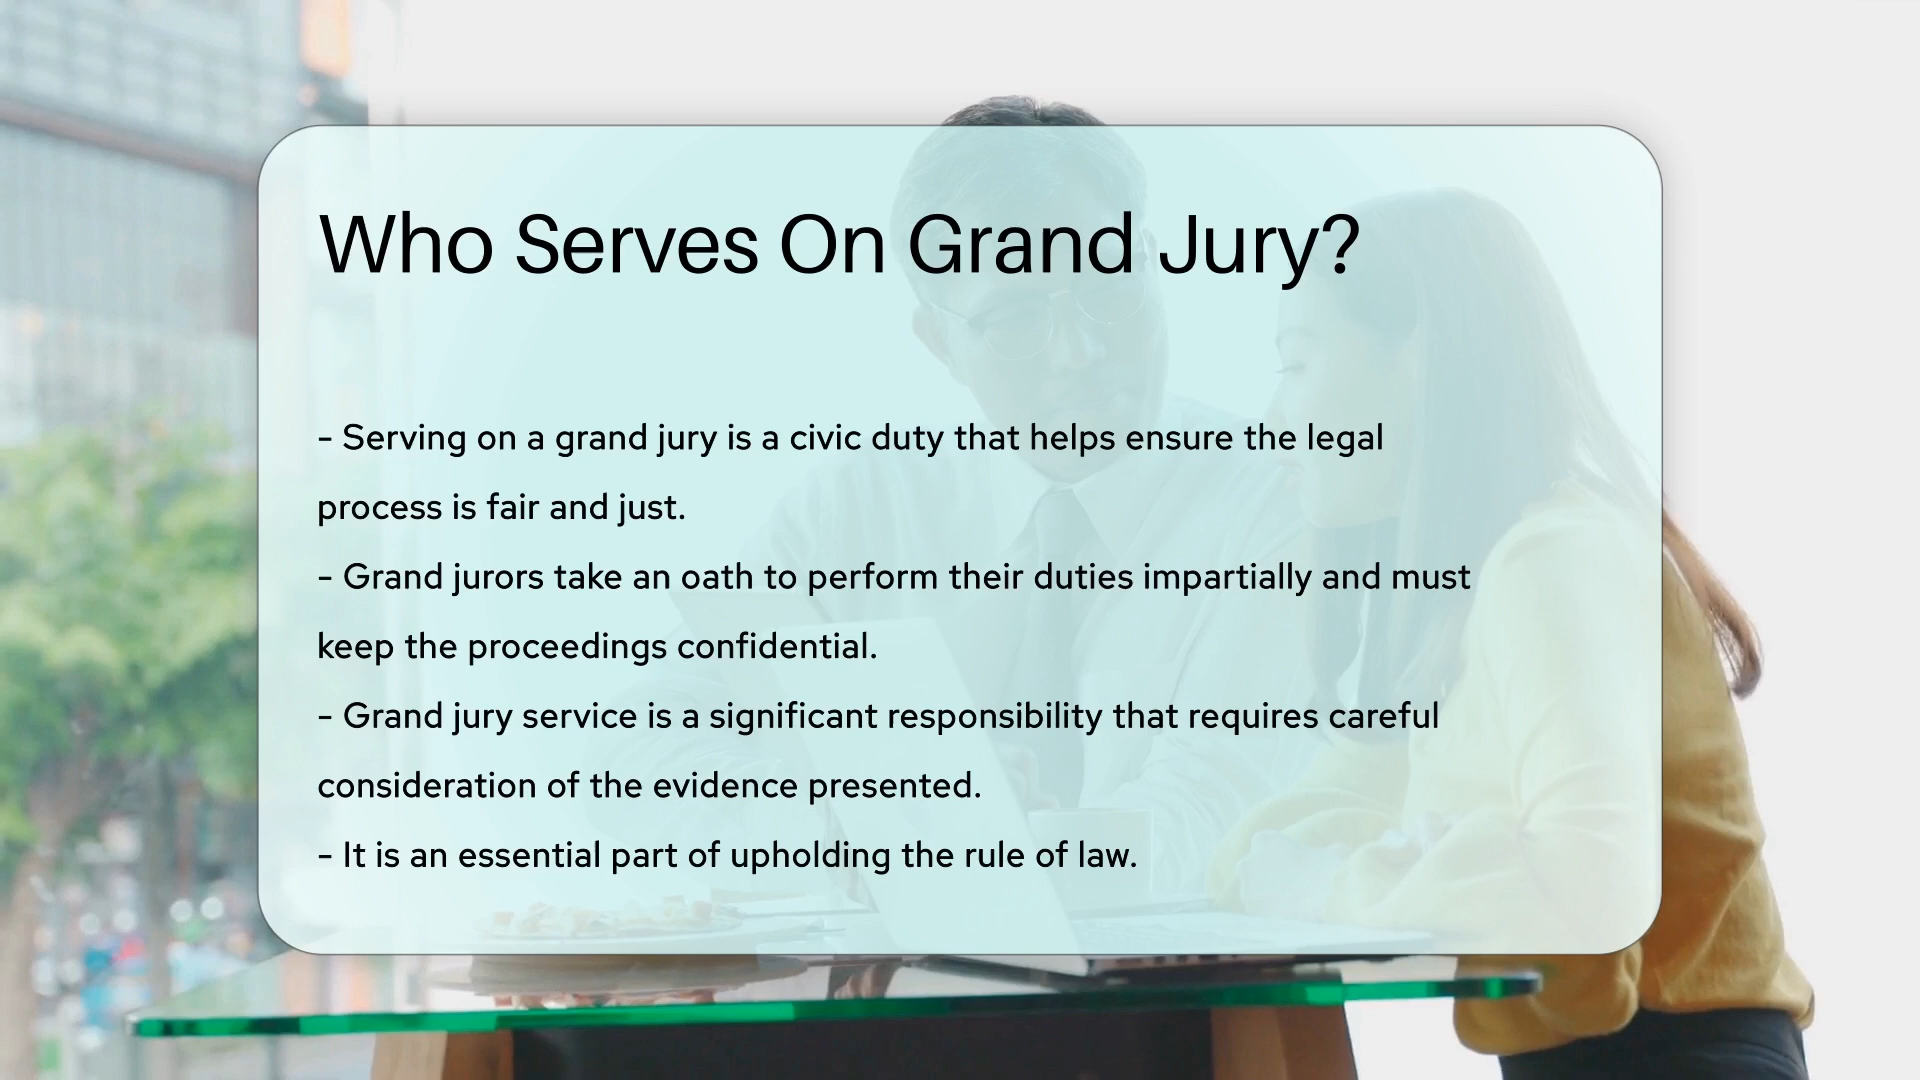 Who Serves On Grand Jury?
– Serving on a grand jury is a civic duty that helps ensure the legal
process is fair and just.
– Grand jurors take an oath to perform their duties impartially and must
keep the proceedings confidential.
– Grand jury service is a significant responsibility that requires careful
consideration of the evidence presented.
– It is an essential part of upholding the rule of law.